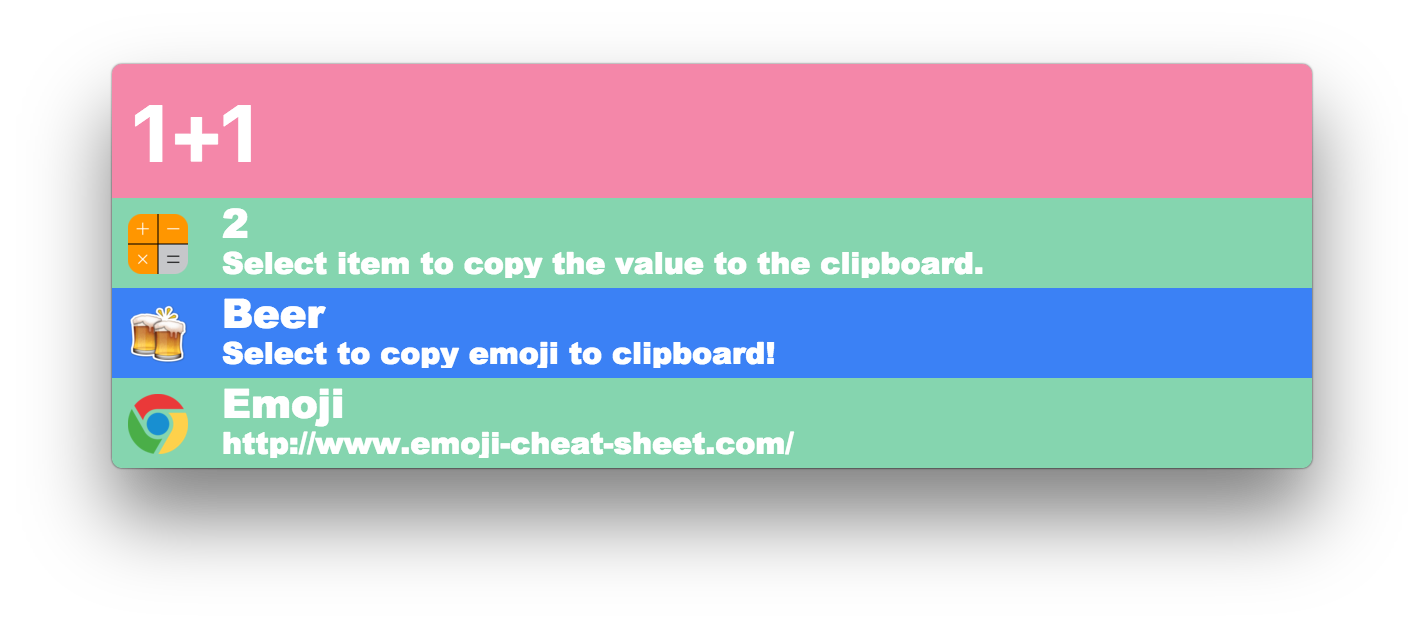 1+1
2
Select item to copy the value to the clipboard.
Beer
Select to copy emoji to clipboard!
Emoji
http://www.emoji-cheat-sheet.com/